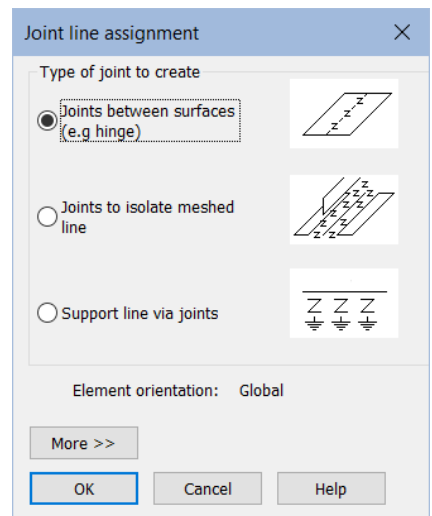 Joint line assignment
Type of joint to create
Joints between surfaces
(e.g hinge)
Joints to isolate meshed
line
Support line via joints
Element orientation: Global
More >>
OK Cancel Help